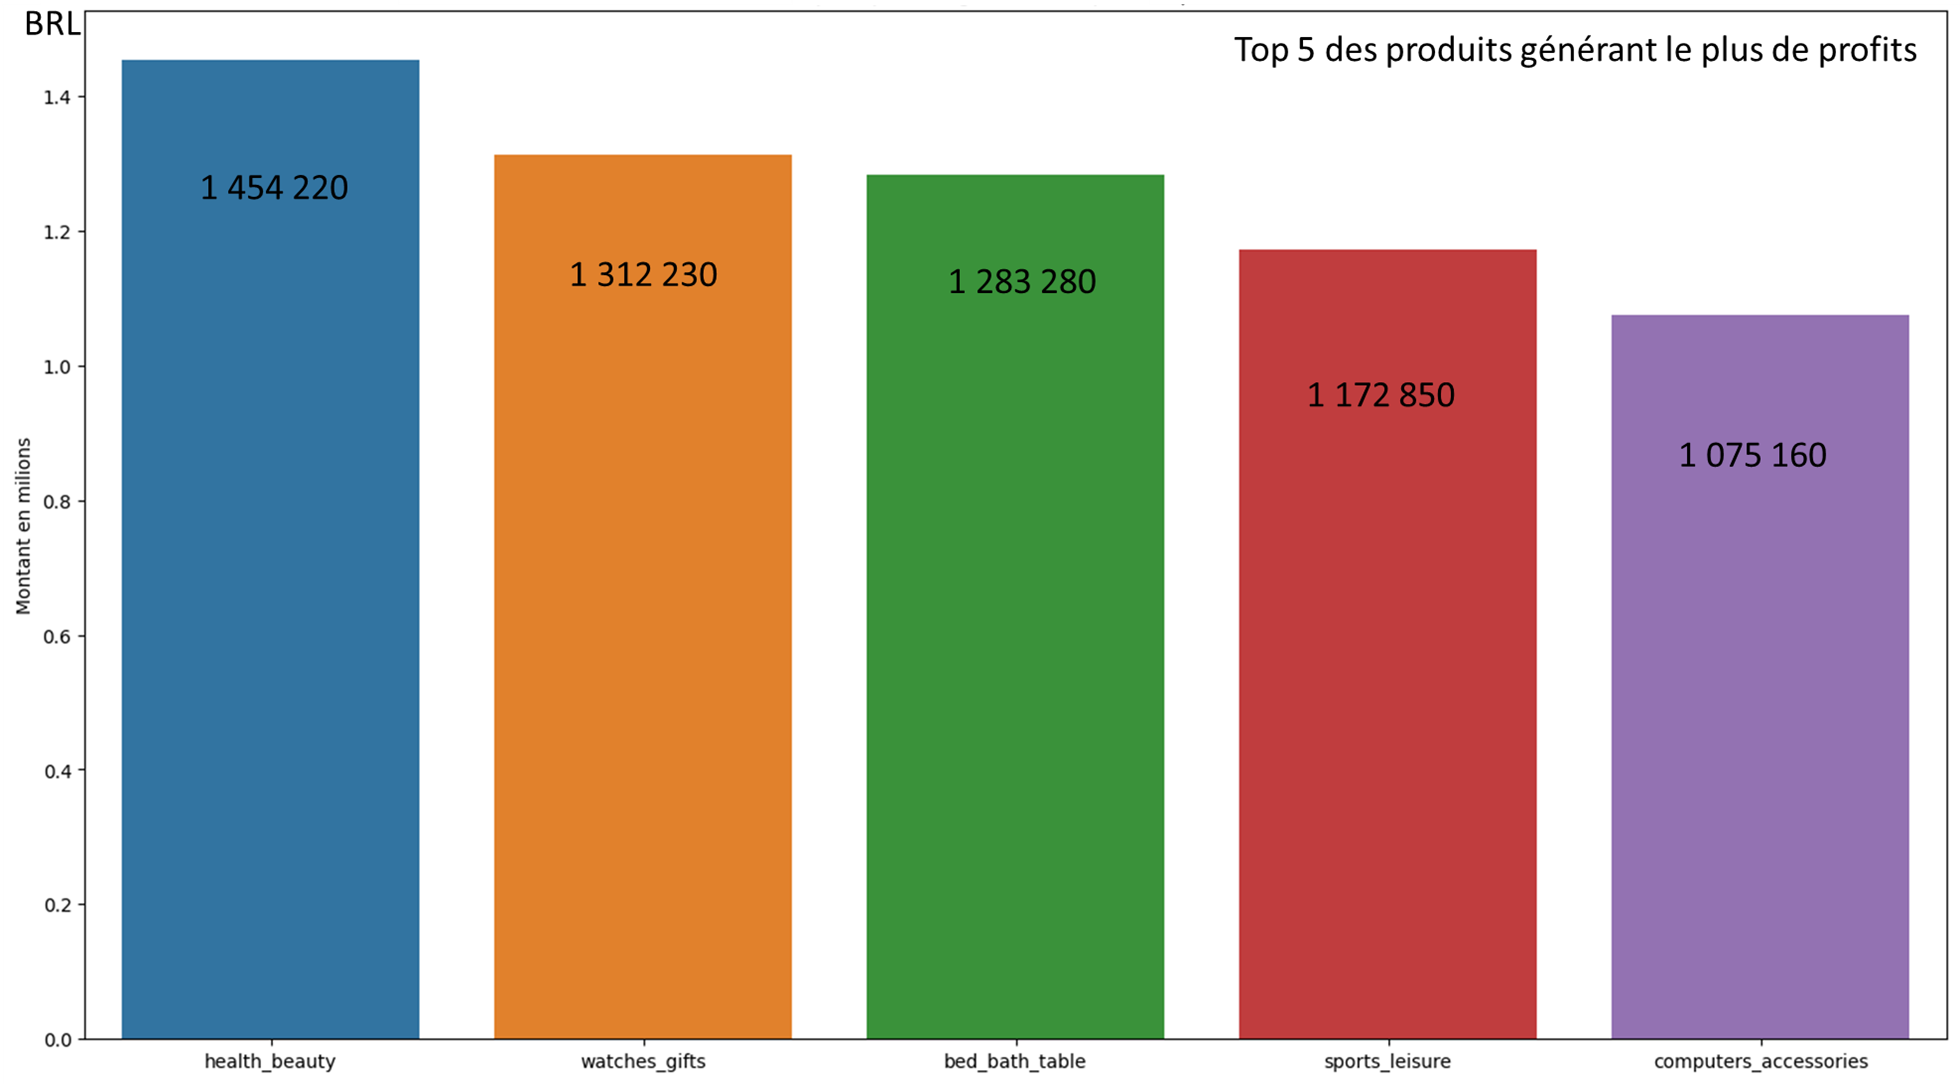 BRL
Top 5 des produits générant le plus de profits
1.4
1.2
1.0
0.8
0.6
0.4
0.2
0.0
Montant en milions
1 454 220
1 312 230
1 283 280
1 172 850
1 075 160
health_beauty
watches_gifts
bed_bath_table
sports_leisure
computers_accessories